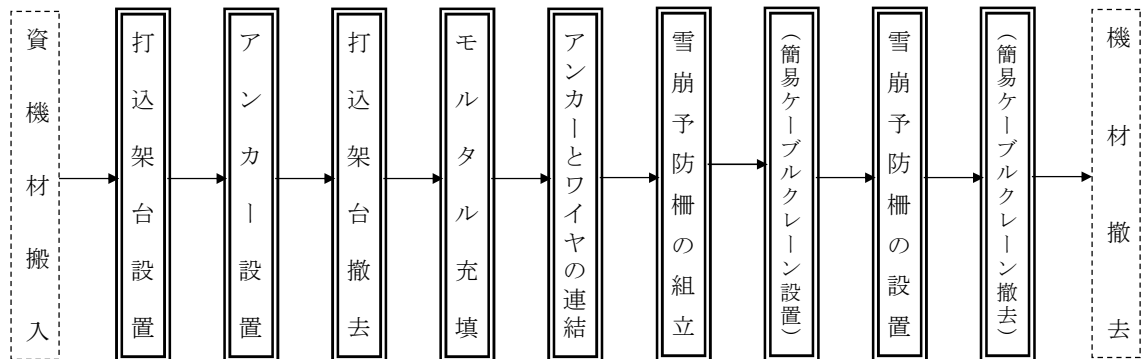 資機材搬入
打込架台設置
アンカー設置
打込架台撤去
モルタル充填
アンカーとワイヤの連結
雪崩予防柵の組立
（簡易ケーブルクレーン設置）
雪崩予防柵の設置
（簡易ケーブルクレーン撤去）
機材撤去